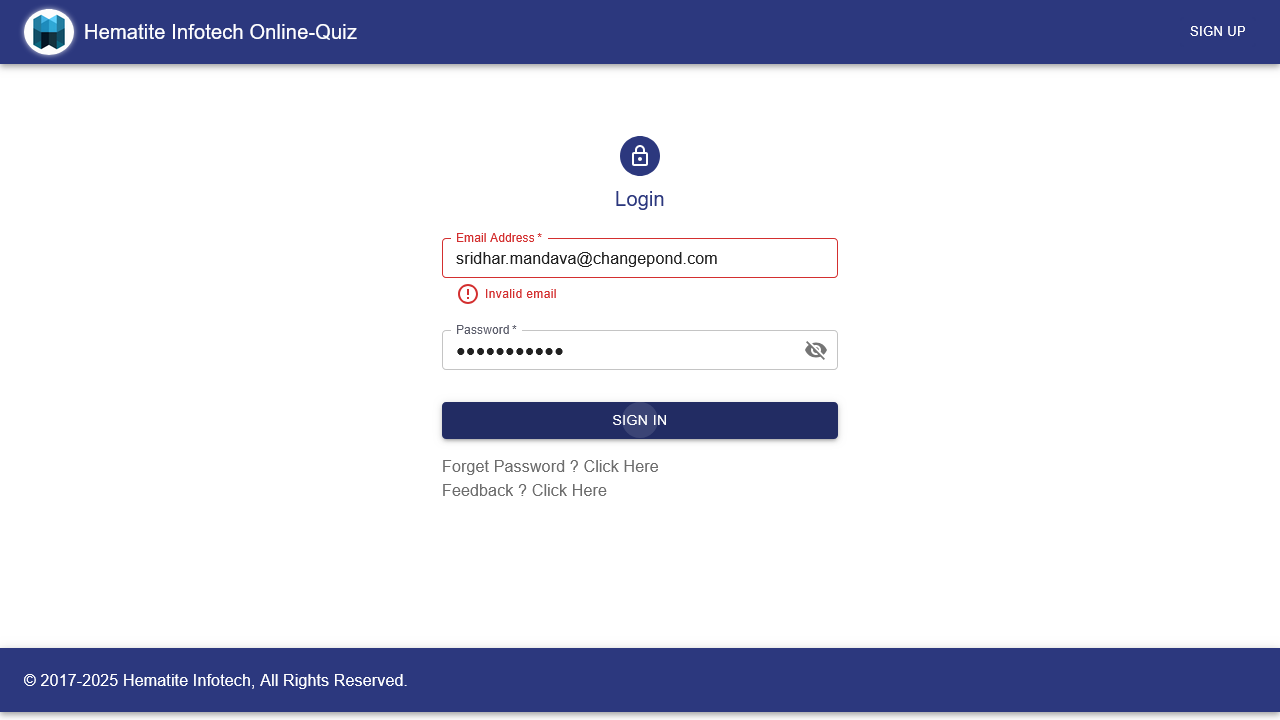 Hematite Infotech Online-Quiz
SIGN UP
Login
Email Address *
sridhar.mandava@changepond.com
Invalid email
Password *
•••••••••••
SIGN IN
Forget Password ? Click Here
Feedback ? Click Here
© 2017-2025 Hematite Infotech, All Rights Reserved.